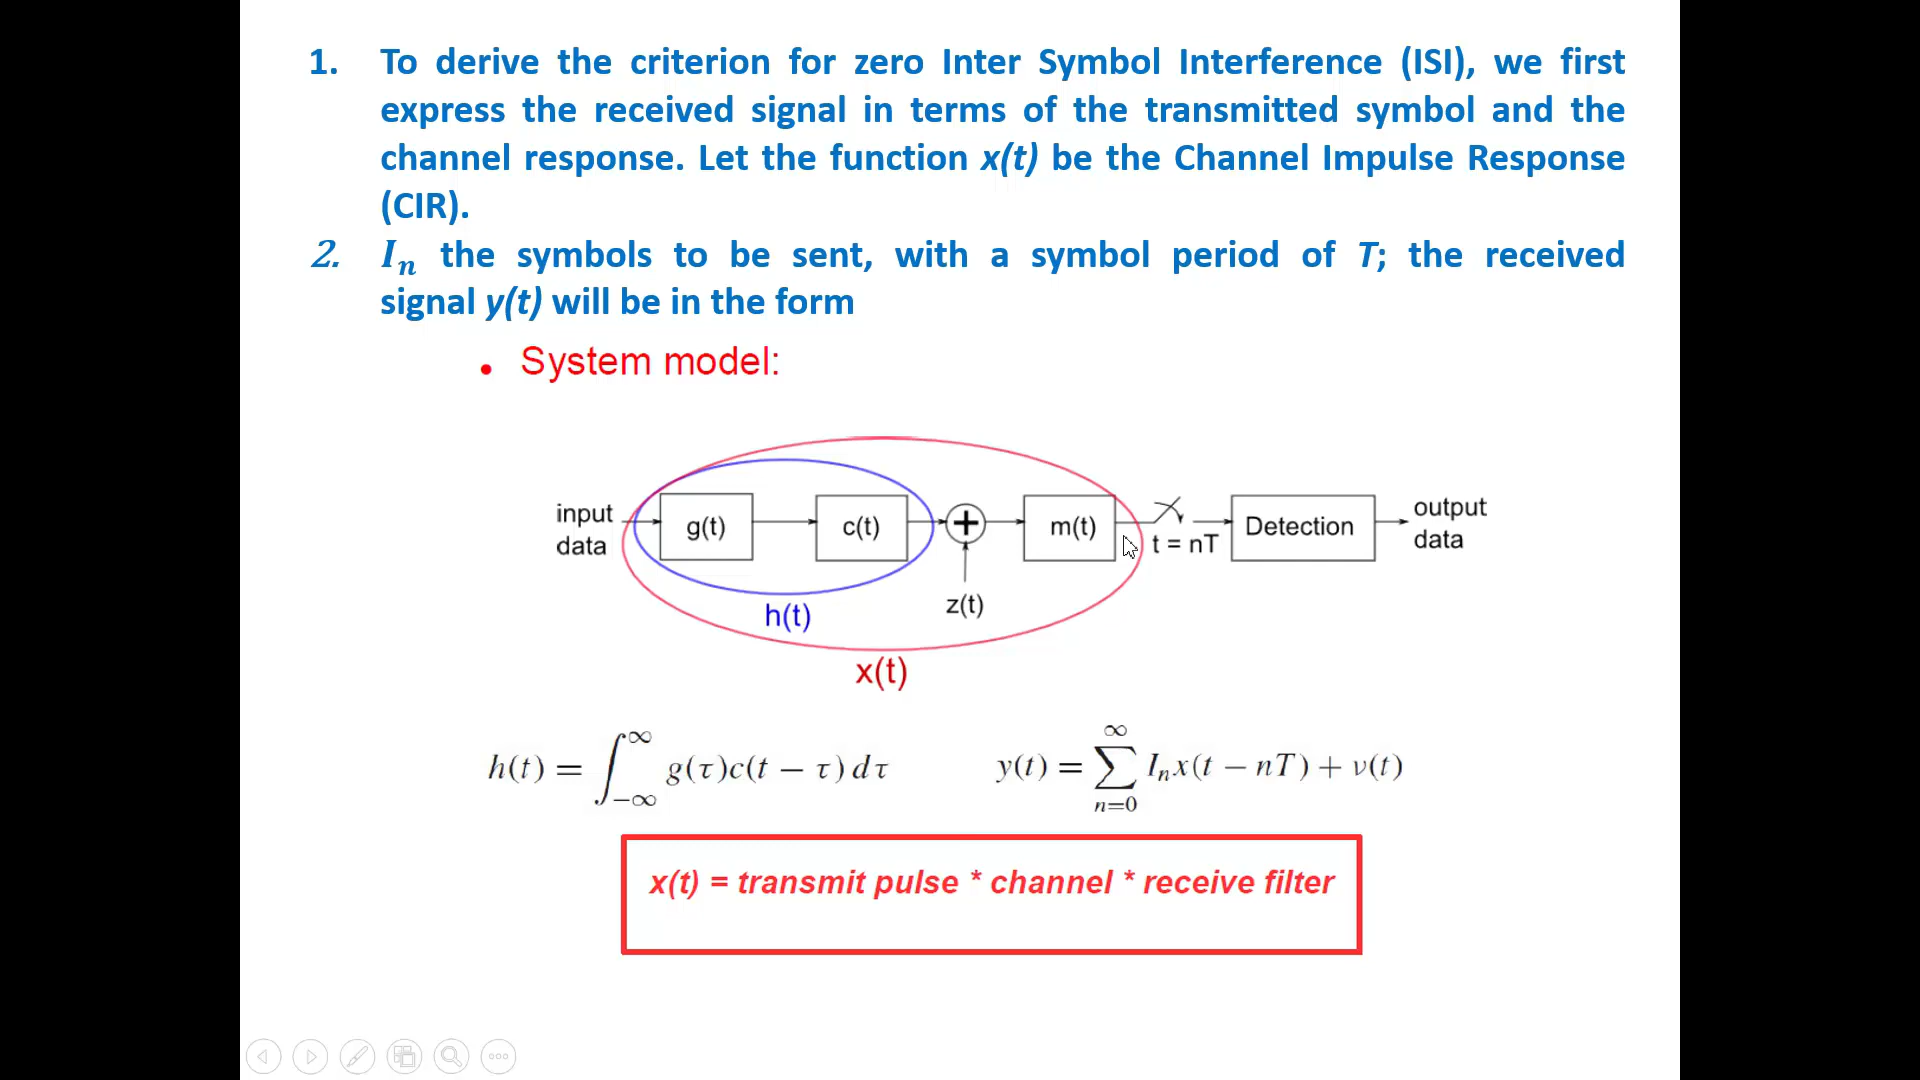 1. To derive the criterion for zero Inter Symbol Interference (ISI), we first
express the received signal in terms of the transmitted symbol and the
channel response. Let the function x(t) be the Channel Impulse Response
(CIR).
2. Iₙ the symbols to be sent, with a symbol period of T; the received
signal y(t) will be in the form
• System model:
input
data
g(t)
c(t)
+
m(t)
t = nT
Detection
output
data
h(t)
z(t)
x(t)
h(t) = ∫_{−∞}^{∞} g(τ)c(t − τ) dτ
y(t) = ∑_{n=0}^{∞} Iₙx(t − nT) + ν(t)
x(t) = transmit pulse * channel * receive filter